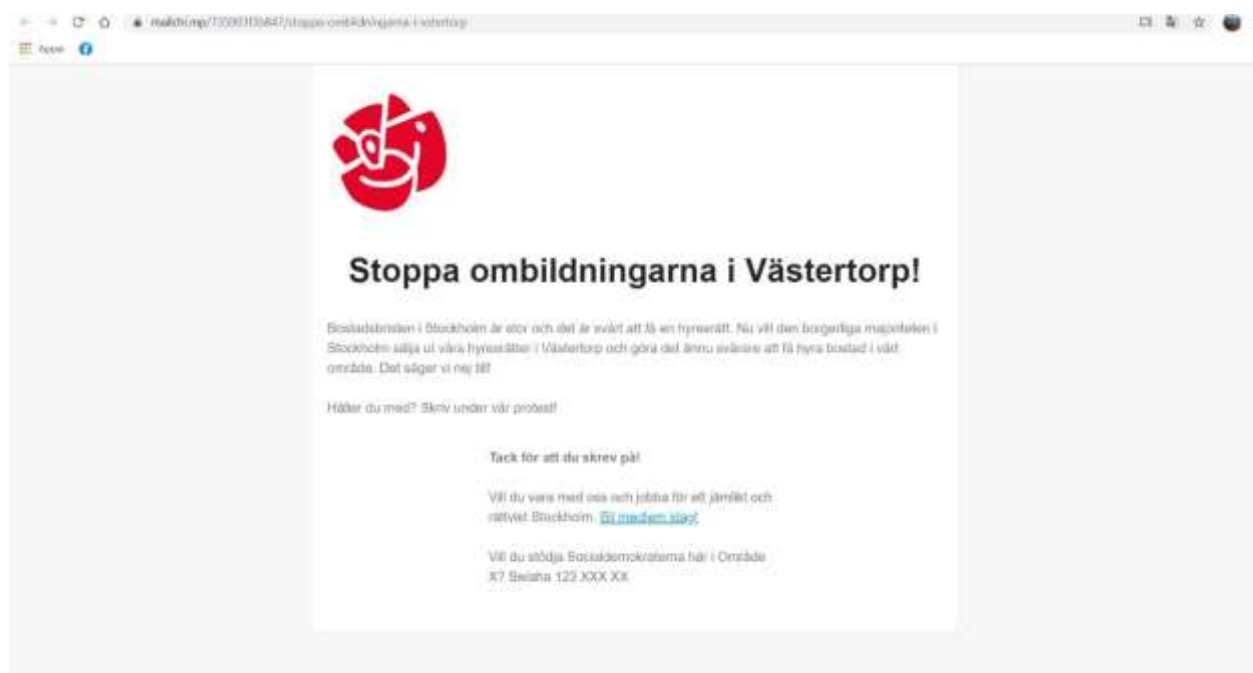 mailchi.mp/
Appar
Stoppa ombildningarna i Västertorp!
Bostadsbristen i Stockholm är stor och det är svårt att få en hyresrätt. Nu vill den borgerliga majoriteten i
Stockholm sälja ut våra hyresrätter i Västertorp och göra det ännu svårare att få hyra bostad i vårt
område. Det säger vi nej till!
Håller du med? Skriv under vår protest!
Tack för att du skrev på!
Vill du vara med oss och jobba för ett jämlikt och
rättvist Stockholm. Bli medlem idag!
Vill du stödja Socialdemokraterna här i Område
X? Swisha 123 XXX XX